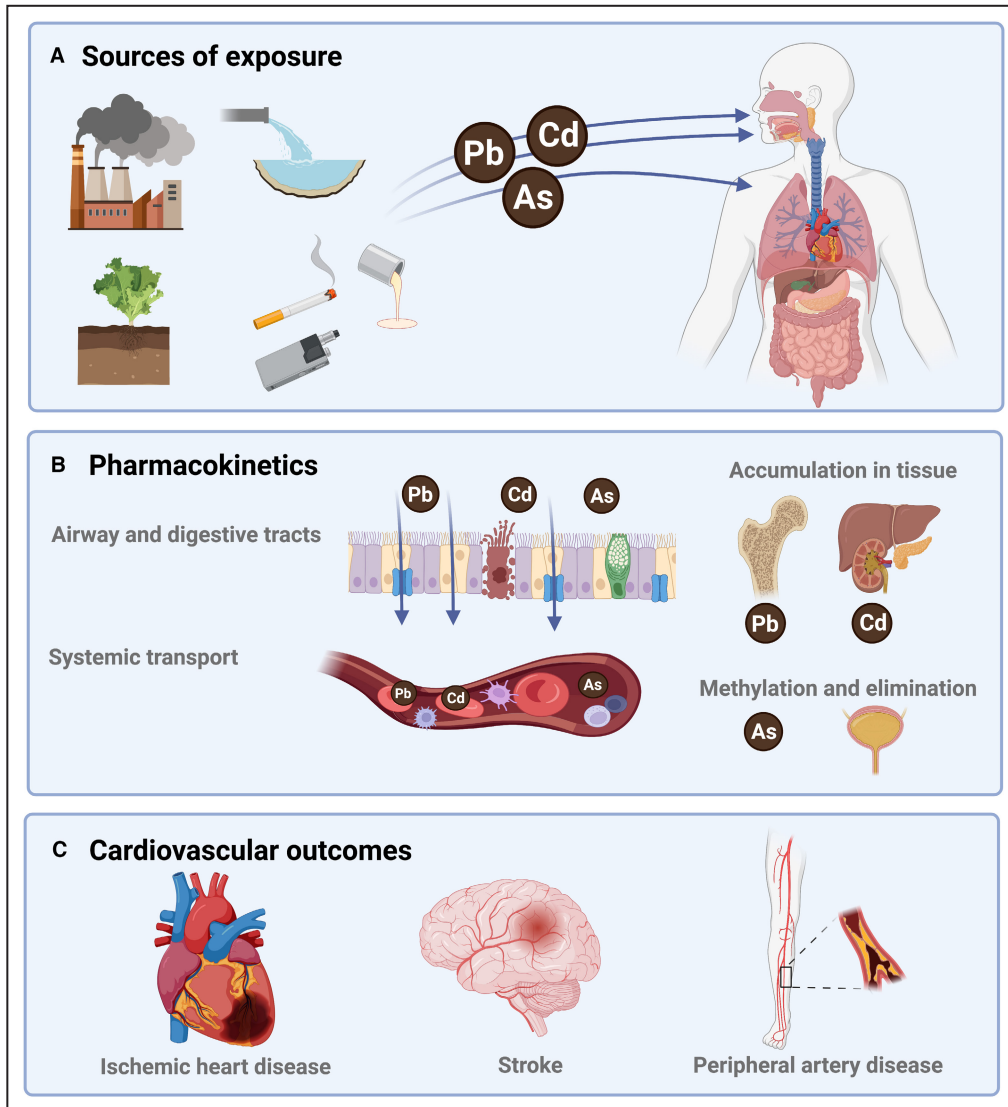 A Sources of exposure
Pb
Cd
As
B Pharmacokinetics
Airway and digestive tracts
Pb
Cd
As
Accumulation in tissue
Pb
Cd
Systemic transport
Pb
Cd
As
Methylation and elimination
As
C Cardiovascular outcomes
Ischemic heart disease
Stroke
Peripheral artery disease